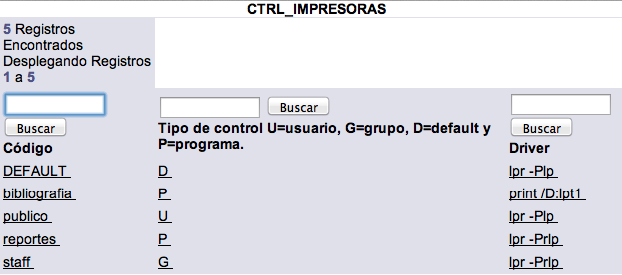 CTRL_IMPRESORAS
5 Registros
Encontrados
Desplegando Registros
1 a 5
Buscar
Buscar
Buscar
Tipo de control U=usuario, G=grupo, D=default y
P=programa.
Código
Driver
DEFAULT D lpr -Plp
bibliografia P print /D:lpt1
publico U lpr -Plp
reportes P lpr -Prlp
staff G lpr -Prlp